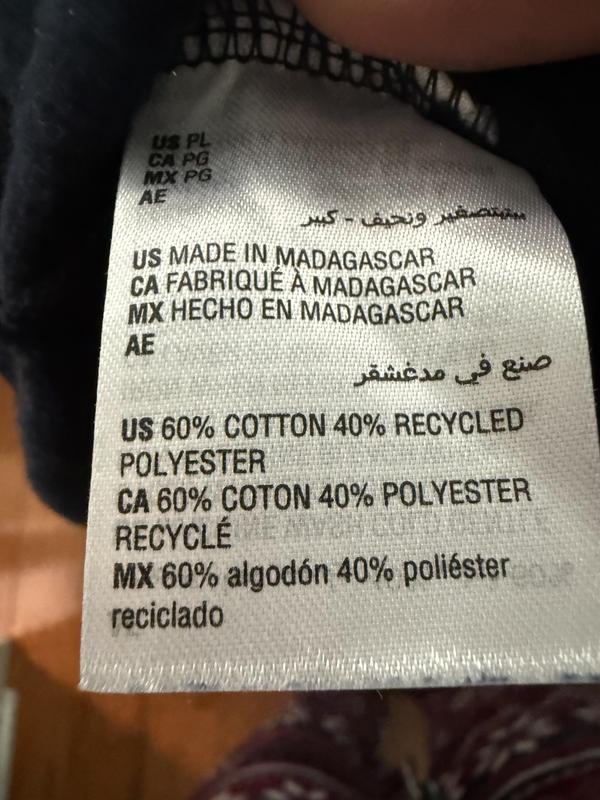 US PL
CA PG
MX PG
AE
ونحيف - كبير
US MADE IN MADAGASCAR
CA FABRIQUÉ À MADAGASCAR
MX HECHO EN MADAGASCAR
AE
صنع في مدغشقر
US 60% COTTON 40% RECYCLED
POLYESTER
CA 60% COTON 40% POLYESTER
RECYCLÉ
MX 60% algodón 40% poliéster
reciclado